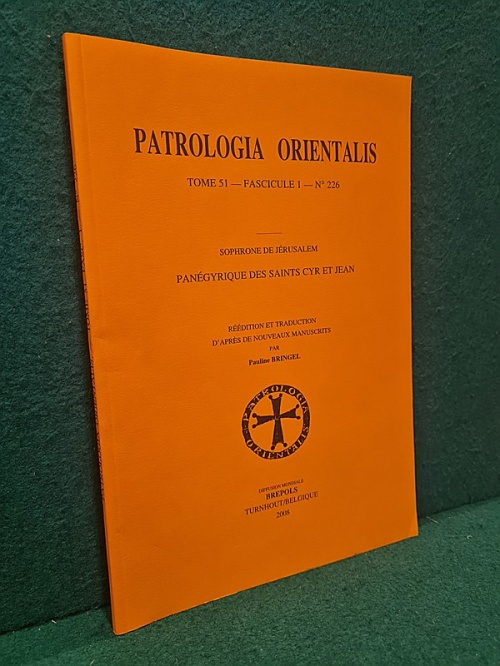 PATROLOGIA ORIENTALIS
TOME 51 — FASCICULE 1 — N° 226
SOPHRONE DE JÉRUSALEM
PANÉGYRIQUE DES SAINTS CYR ET JEAN
RÉÉDITION ET TRADUCTION
D'APRÈS DE NOUVEAUX MANUSCRITS
PAR
Pauline BRINGEL
PATROLOGIA
ORIENTALIS
DIFFUSION MONDIALE
BREPOLS
TURNHOUT/BELGIQUE
2008